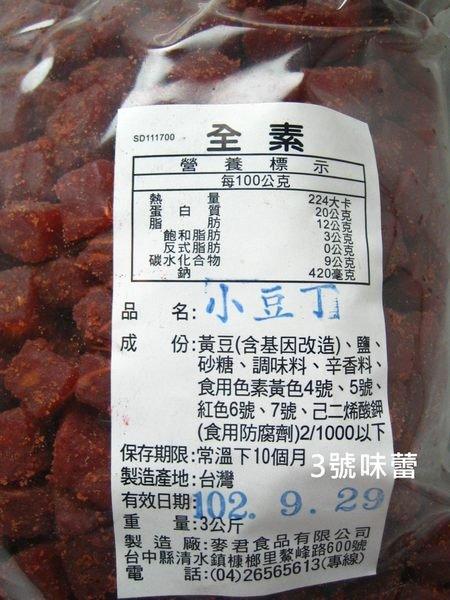 SD111700
全素
營養標示
每100公克
熱量 224大卡
蛋白質 20公克
脂肪 12公克
飽和脂肪 3公克
反式脂肪 0公克
碳水化合物 9公克
鈉 420毫克
品名:小豆丁
成份:黃豆(含基因改造)、鹽、
砂糖、調味料、辛香料、
食用色素黃色4號、5號、
紅色6號、7號、己二烯酸鉀
(食用防腐劑)2/1000以下
保存期限:常溫下10個月
3號味蕾
製造產地:台灣
有效日期:102.9.29
重量:3公斤
製造廠:麥君食品有限公司
台中縣清水鎮槺榔里鰲峰路600號
電話:(04)26565613(專線)